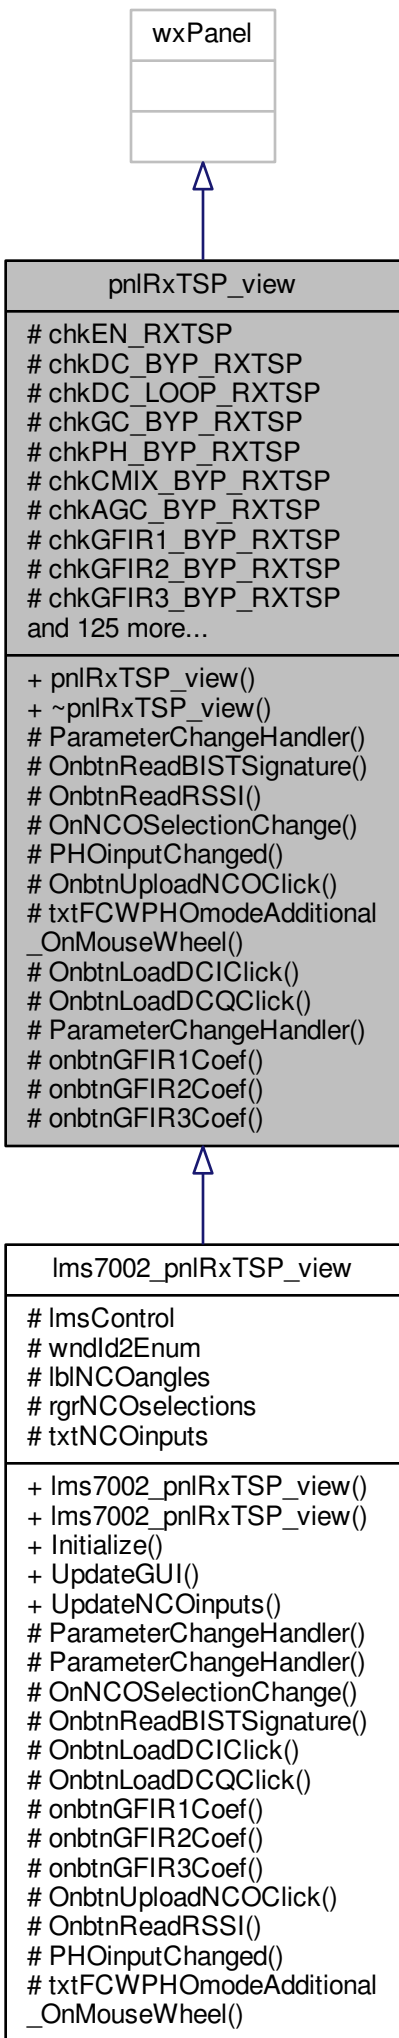 wxPanel
pnlRxTSP_view
# chkEN_RXTSP
# chkDC_BYP_RXTSP
# chkDC_LOOP_RXTSP
# chkGC_BYP_RXTSP
# chkPH_BYP_RXTSP
# chkCMIX_BYP_RXTSP
# chkAGC_BYP_RXTSP
# chkGFIR1_BYP_RXTSP
# chkGFIR2_BYP_RXTSP
# chkGFIR3_BYP_RXTSP
and 125 more...
+ pnlRxTSP_view()
+ ~pnlRxTSP_view()
# ParameterChangeHandler()
# OnbtnReadBISTSignature()
# OnbtnReadRSSI()
# OnNCOSelectionChange()
# PHOinputChanged()
# OnbtnUploadNCOClick()
# txtFCWPHOmodeAdditional
_OnMouseWheel()
# OnbtnLoadDCIClick()
# OnbtnLoadDCQClick()
# ParameterChangeHandler()
# onbtnGFIR1Coef()
# onbtnGFIR2Coef()
# onbtnGFIR3Coef()
lms7002_pnlRxTSP_view
# lmsControl
# wndId2Enum
# lblNCOangles
# rgrNCOselections
# txtNCOinputs
+ lms7002_pnlRxTSP_view()
+ lms7002_pnlRxTSP_view()
+ Initialize()
+ UpdateGUI()
+ UpdateNCOinputs()
# ParameterChangeHandler()
# ParameterChangeHandler()
# OnNCOSelectionChange()
# OnbtnReadBISTSignature()
# OnbtnLoadDCIClick()
# OnbtnLoadDCQClick()
# onbtnGFIR1Coef()
# onbtnGFIR2Coef()
# onbtnGFIR3Coef()
# OnbtnUploadNCOClick()
# OnbtnReadRSSI()
# PHOinputChanged()
# txtFCWPHOmodeAdditional
_OnMouseWheel()